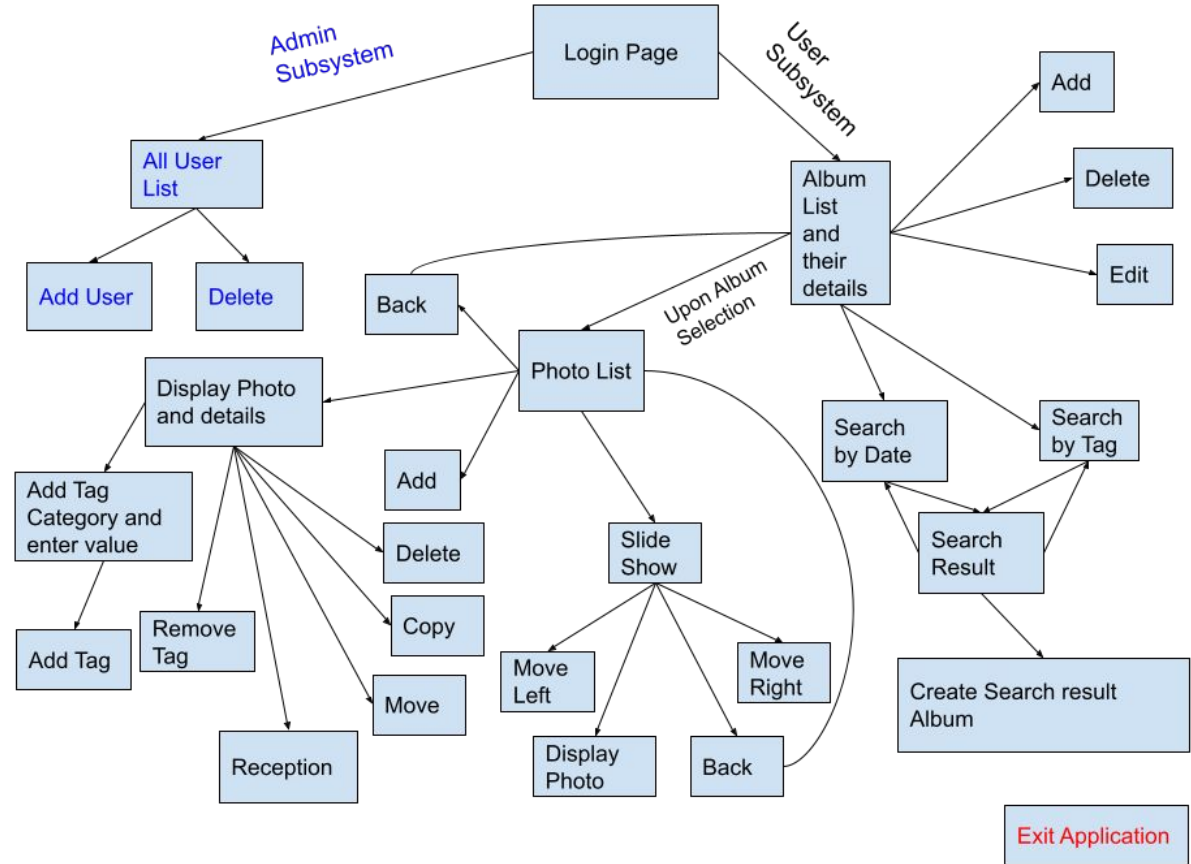 Admin
Subsystem
Login Page
User
Subsystem
Add
All User
List
Album
List
and
their
details
Delete
Add User
Delete
Back
Upon Album
Selection
Edit
Display Photo
and details
Photo List
Search
by Date
Search
by Tag
Add Tag
Category and
enter value
Add
Delete
Slide
Show
Search
Result
Add Tag
Remove
Tag
Copy
Move
Left
Move
Right
Move
Create Search result
Album
Reception
Display
Photo
Back
Exit Application